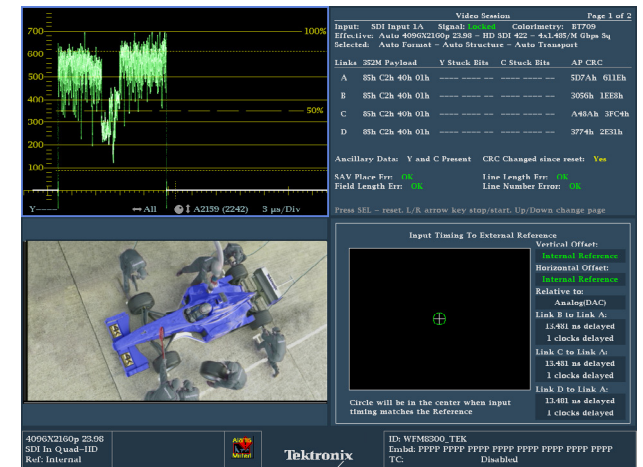 700
600
500
400
300
200
100
100%
50%
Y----
All
A2159 (2242)
3 µs/Div
Video Session
Page 1 of 2
Input: SDI Input 1A Signal: Locked Colorimetry: BT709
Effective: Auto 4096X2160p 23.98 – HD SDI 422 – 4x1.485/M Gbps Sq
Selected: Auto Format – Auto Structure – Auto Transport
Links 352M Payload Y Stuck Bits C Stuck Bits AP CRC
A 85h C2h 40h 01h ---- ---- -- ---- ---- -- 5D7Ah 611Eh
B 85h C2h 40h 01h ---- ---- -- ---- ---- -- 3056h 1EE8h
C 85h C2h 40h 01h ---- ---- -- ---- ---- -- A48Ah 3FC4h
D 85h C2h 40h 01h ---- ---- -- ---- ---- -- 3774h 2E31h
Ancillary Data: Y and C Present CRC Changed since reset: Yes
SAV Place Err: OK Line Length Err: OK
Field Length Err: OK Line Number Error: OK
Press SEL – reset, L/R arrow key stop/start, Up/Down change page
Input Timing To External Reference
Vertical Offset:
Internal Reference
Horizontal Offset:
Internal Reference
Relative to:
Analog(DAC)
Link B to Link A:
13.481 ns delayed
1 clocks delayed
Link C to Link A:
13.481 ns delayed
1 clocks delayed
Link D to Link A:
13.481 ns delayed
1 clocks delayed
Circle will be in the center when input
timing matches the Reference
4096X2160p 23.98
SDI In Quad-HD
Ref: Internal
Muted
Tektronix
ID: WFM8300_TEK
Embd: PPPP PPPP PPPP PPPP PPPP PPPP PPPP PPPP
TC: Disabled